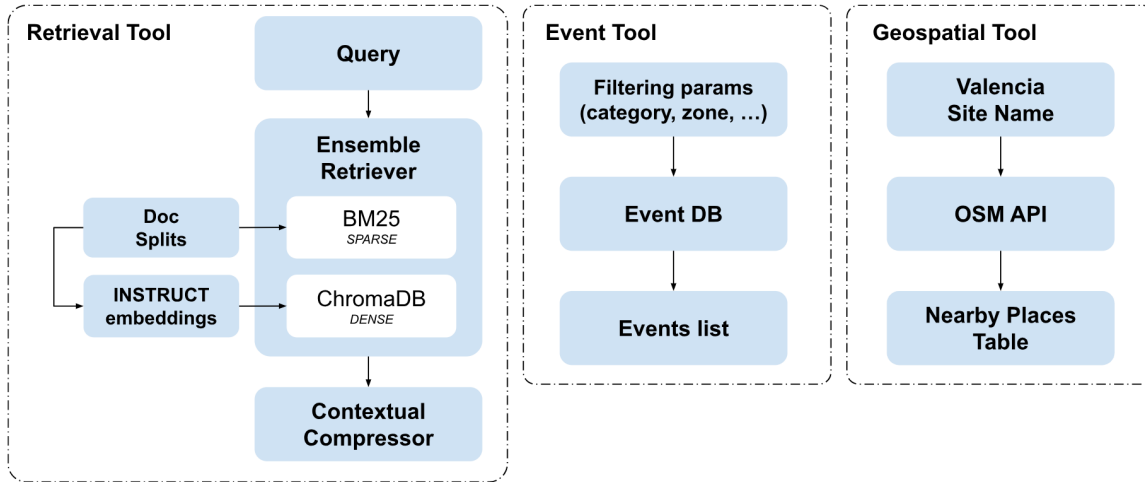 Retrieval Tool
Query
Ensemble
Retriever
BM25
SPARSE
Doc
Splits
INSTRUCT
embeddings
ChromaDB
DENSE
Contextual
Compressor
Event Tool
Filtering params
(category, zone, …)
Event DB
Events list
Geospatial Tool
Valencia
Site Name
OSM API
Nearby Places
Table